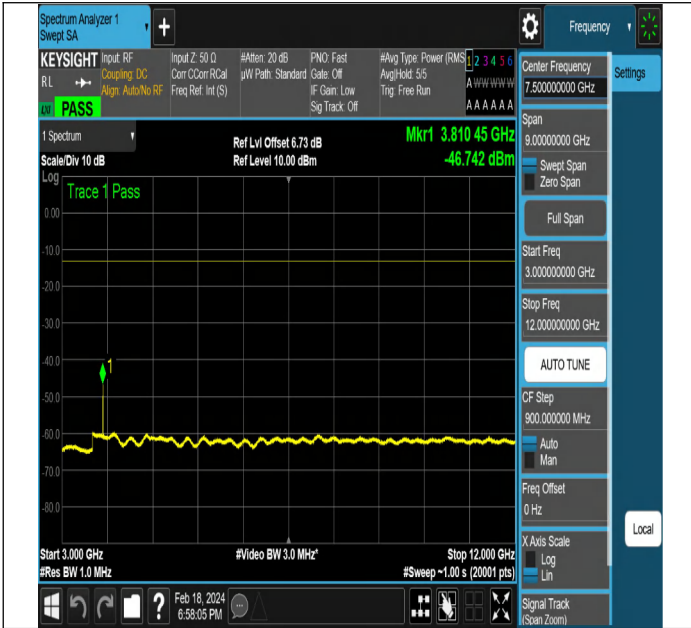 Spectrum Analyzer 1
Swept SA
+
Frequency
KEYSIGHT
RL
LXI
PASS
Input: RF
Coupling: DC
Align: Auto/No RF
Input Z: 50 Ω
Corr CCorr RCal
Freq Ref: Int (S)
#Atten: 20 dB
µW Path: Standard
PNO: Fast
Gate: Off
IF Gain: Low
Sig Track: Off
#Avg Type: Power (RMS
Avg|Hold: 5/5
Trig: Free Run
1 2 3 4 5 6
A W W W W W
A A A A A A
1 Spectrum
Scale/Div 10 dB
Log
Ref Lvl Offset 6.73 dB
Ref Level 10.00 dBm
Mkr1 3.810 45 GHz
-46.742 dBm
Trace 1 Pass
0.00
-10.0
-20.0
-30.0
-40.0
-50.0
-60.0
-70.0
-80.0
1
Start 3.000 GHz
#Res BW 1.0 MHz
#Video BW 3.0 MHz*
Stop 12.000 GHz
#Sweep ~1.00 s (20001 pts)
?
Feb 18, 2024
6:58:05 PM
Center Frequency
7.500000000 GHz
Span
9.00000000 GHz
Swept Span
Zero Span
Full Span
Start Freq
3.000000000 GHz
Stop Freq
12.000000000 GHz
AUTO TUNE
CF Step
900.000000 MHz
Auto
Man
Freq Offset
0 Hz
X Axis Scale
Log
Lin
Signal Track
(Span Zoom)
Settings
Local